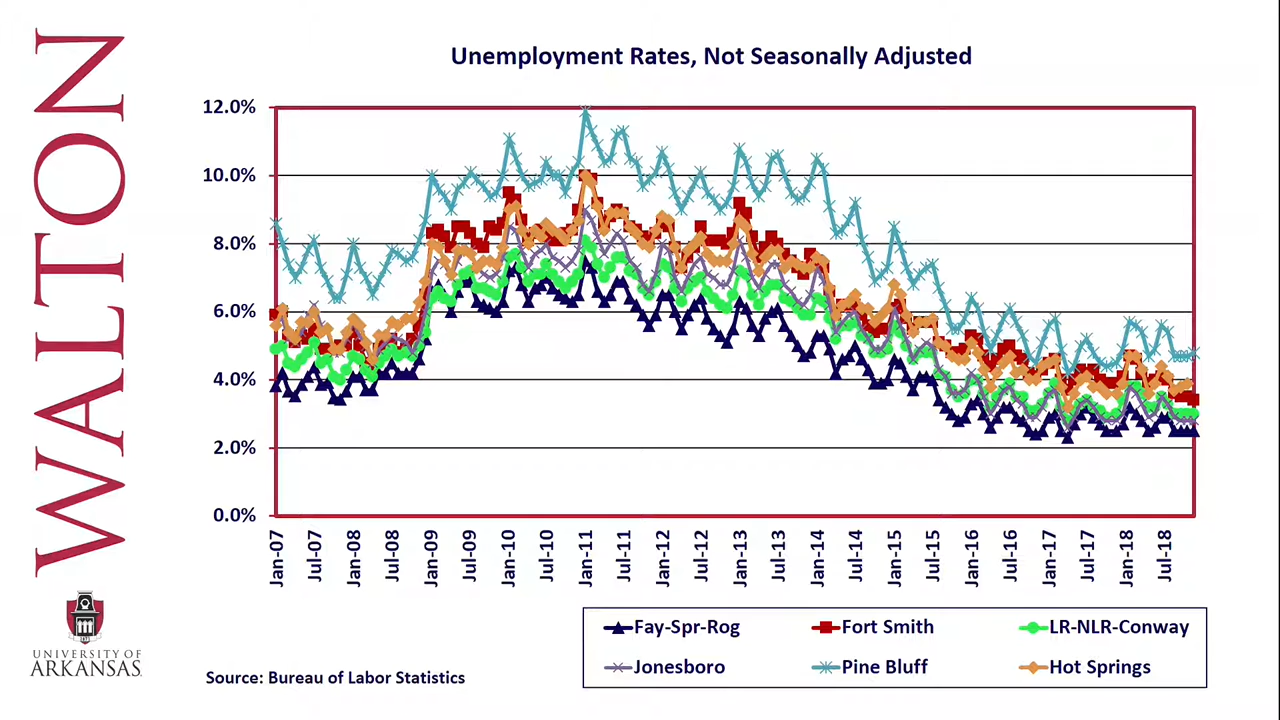 WALTON
UNIVERSITY OF
ARKANSAS
Unemployment Rates, Not Seasonally Adjusted
12.0%
10.0%
8.0%
6.0%
4.0%
2.0%
0.0%
Jan-07
Jul-07
Jan-08
Jul-08
Jan-09
Jul-09
Jan-10
Jul-10
Jan-11
Jul-11
Jan-12
Jul-12
Jan-13
Jul-13
Jan-14
Jul-14
Jan-15
Jul-15
Jan-16
Jul-16
Jan-17
Jul-17
Jan-18
Jul-18
Fay-Spr-Rog
Fort Smith
LR-NLR-Conway
Jonesboro
Pine Bluff
Hot Springs
Source: Bureau of Labor Statistics